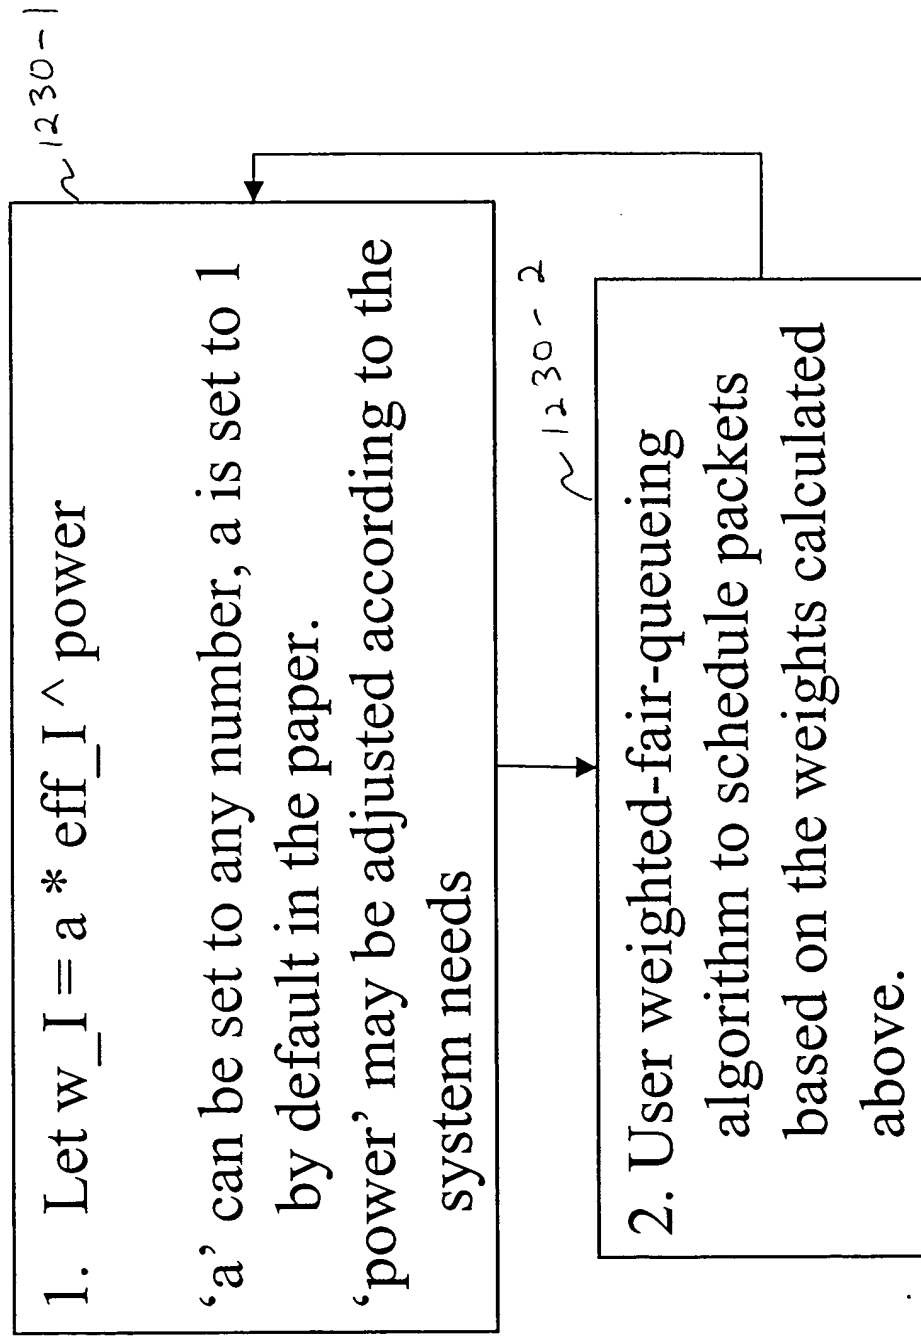 1230-1
1. Let w_I = a * eff_I ^ power
‘a’ can be set to any number, a is set to 1
by default in the paper.
‘power’ may be adjusted according to the
system needs
1230-2
2. User weighted-fair-queueing
algorithm to schedule packets
based on the weights calculated
above.